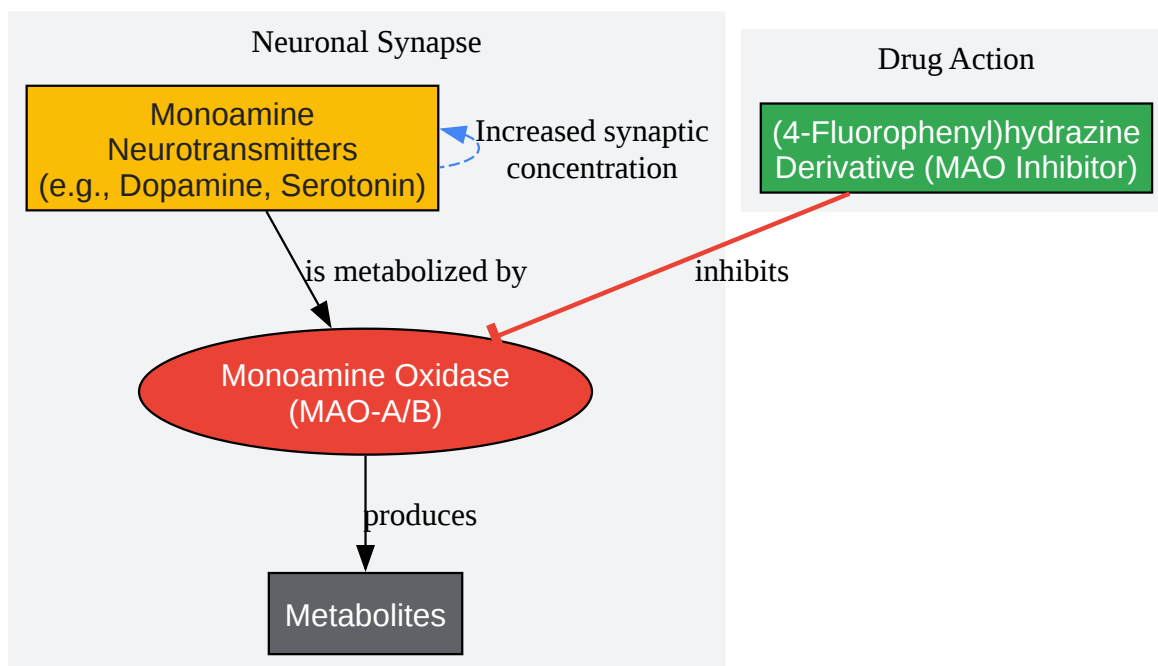 Neuronal Synapse
Drug Action
Monoamine
Neurotransmitters
(e.g., Dopamine, Serotonin)
Increased synaptic
concentration
(4-Fluorophenyl)hydrazine
Derivative (MAO Inhibitor)
is metabolized by
inhibits
Monoamine Oxidase
(MAO-A/B)
produces
Metabolites